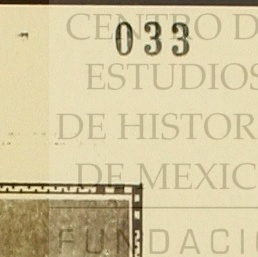 033
CENTRO D
ESTUDIOS
DE HISTOR
DE MEXIC
FUNDACI